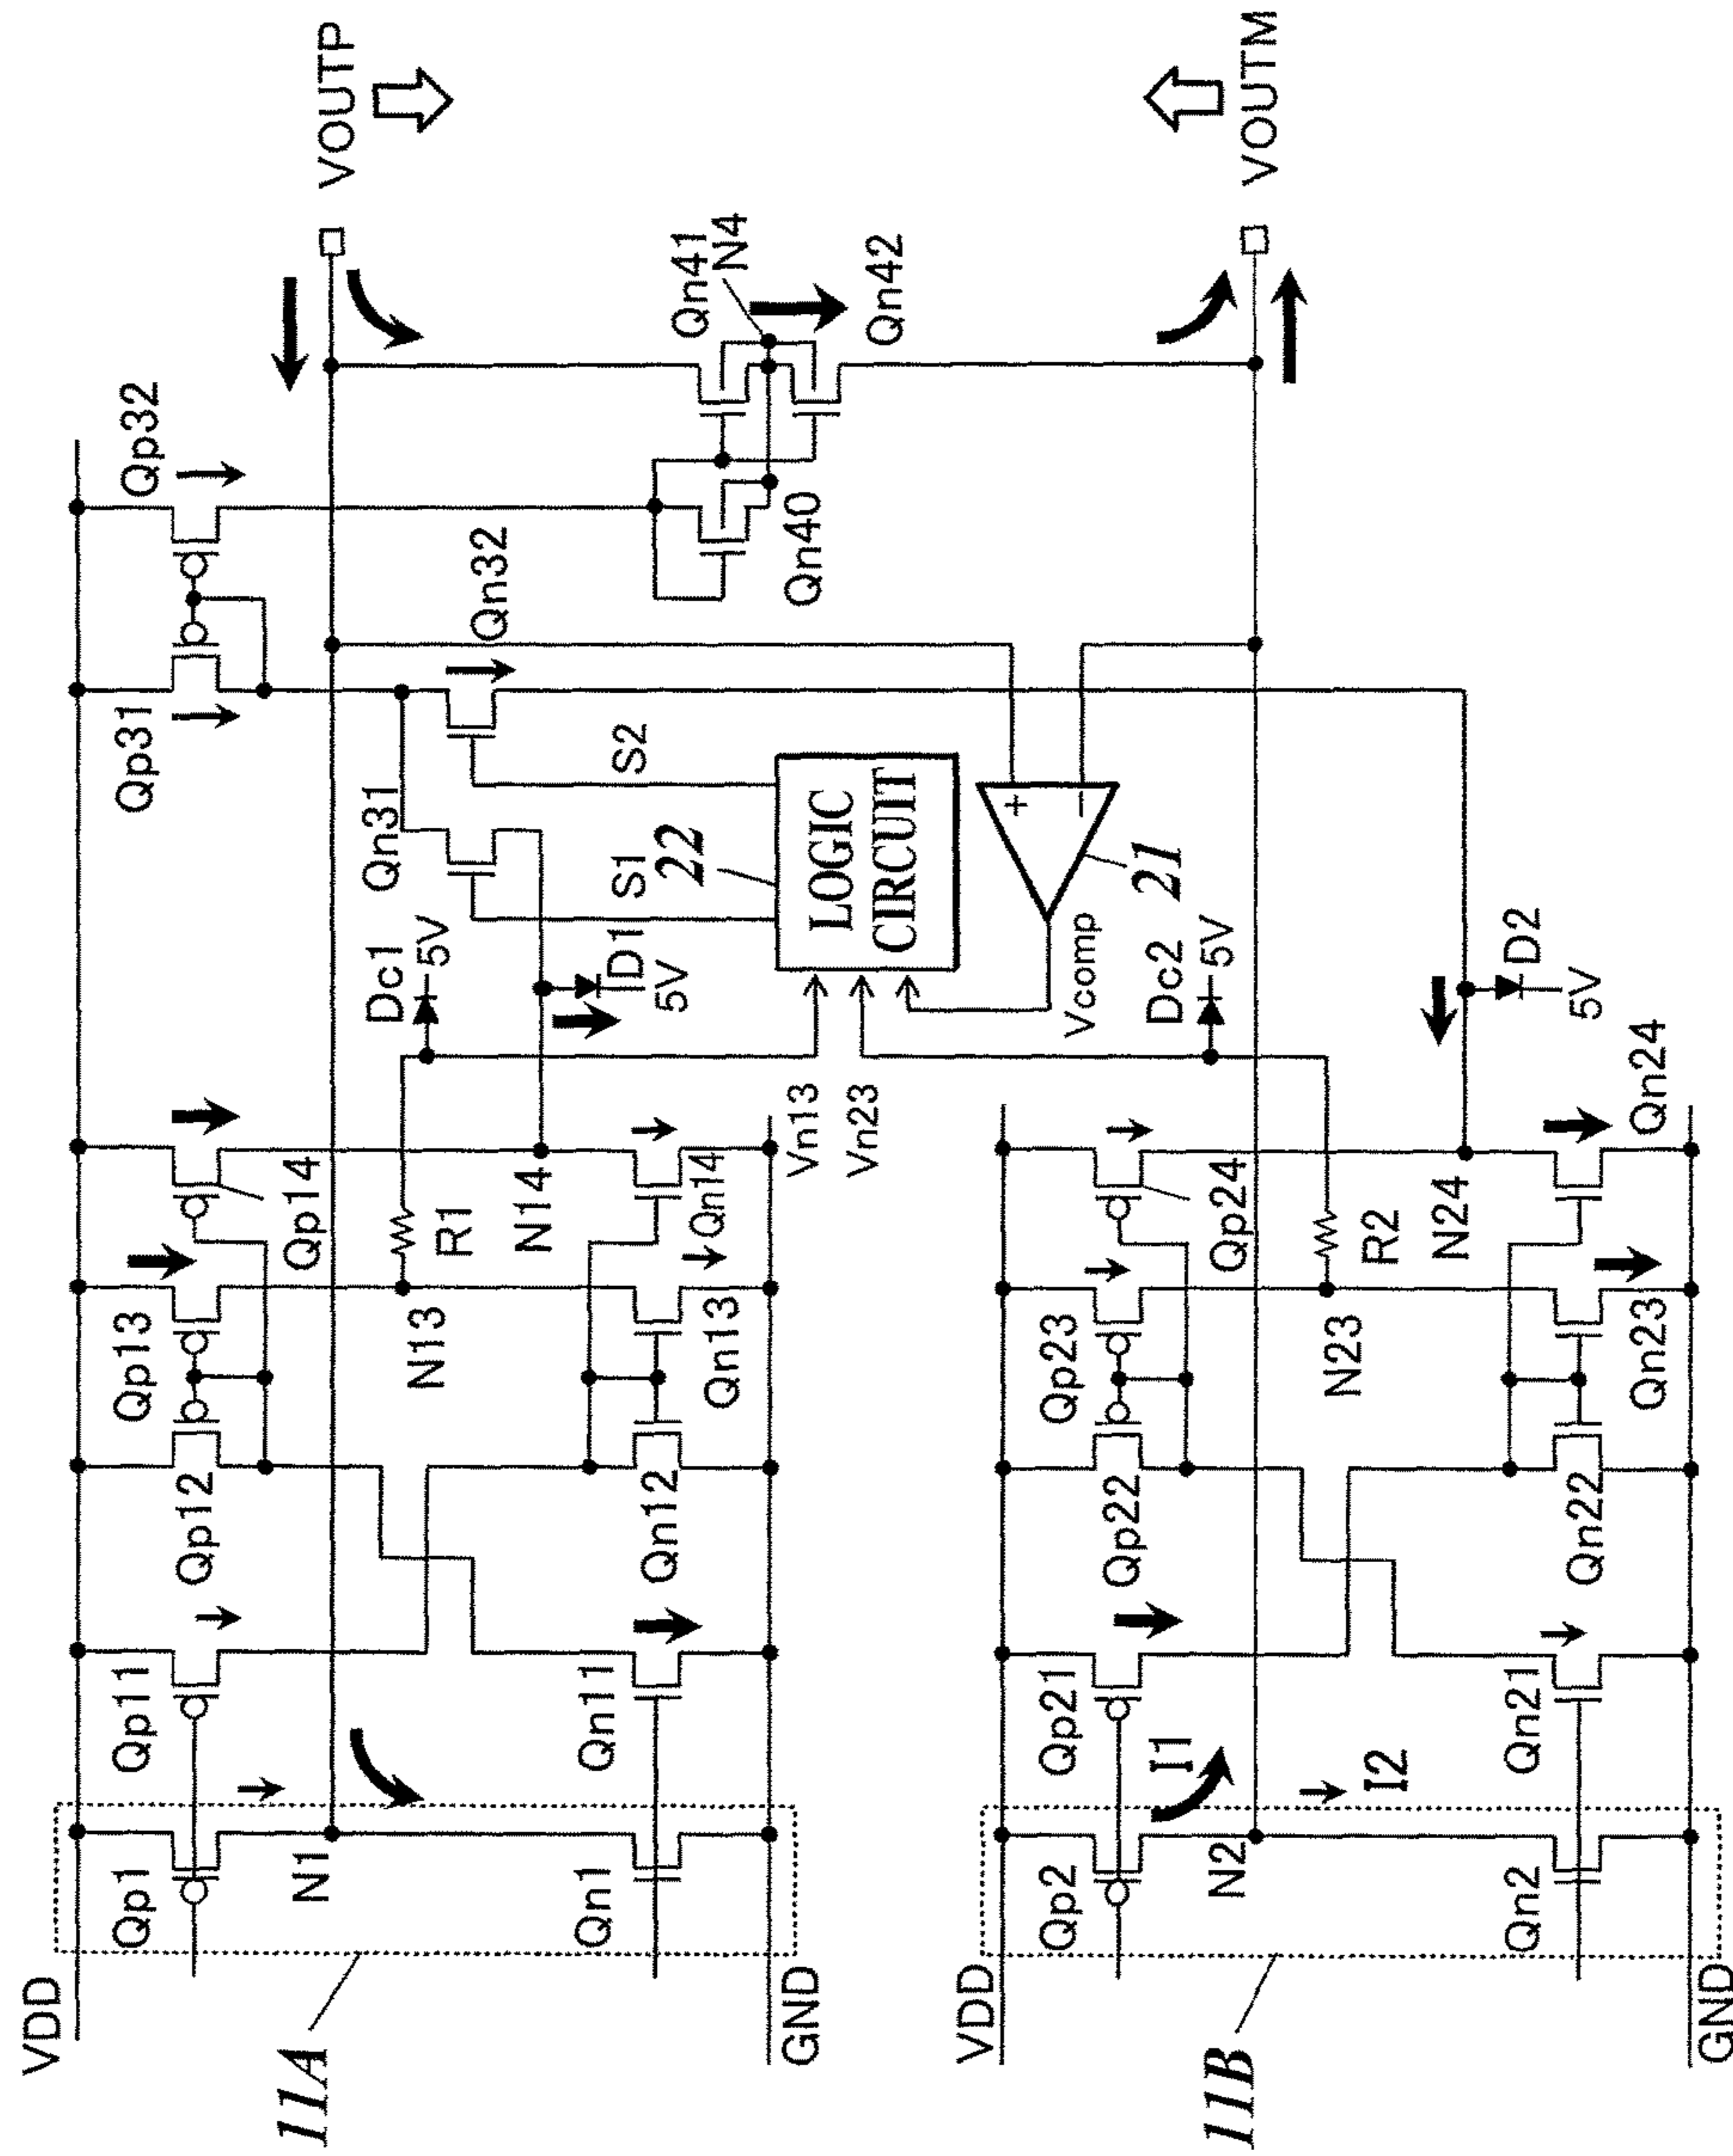 VDD
Qp1
Qp11
Qp12
Qp13
Qp14
Qp31
Qp32
VOUTP
N1
N13
R1
N14
Dc1
5V
Qn31
Qn32
D1
5V
S1
S2
22
LOGIC
CIRCUIT
Qn41
N4
Qn42
Qn40
11A
Qn1
Qn11
Qn12
Qn13
Qn14
GND
Vn13
Vn23
Vcomp
21
VDD
Qp2
Qp21
Qp22
Qp23
Qp24
Dc2
5V
I1
N2
I2
N23
R2
N24
D2
5V
VOUTM
11B
Qn2
Qn21
Qn22
Qn23
Qn24
GND